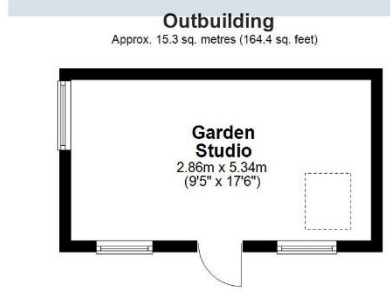 Outbuilding
Approx. 15.3 sq. metres (164.4 sq. feet)
Garden
Studio
2.86m x 5.34m
(9'5" x 17'6")